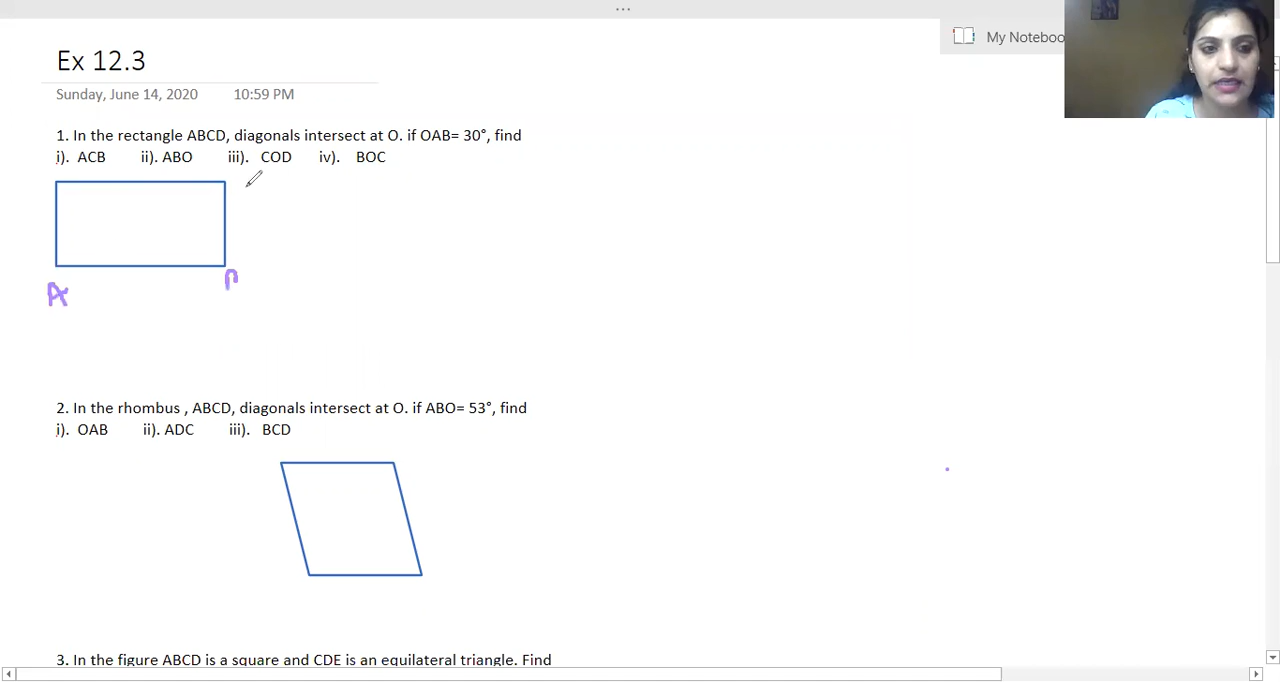 ...
My Noteboo
Ex 12.3
Sunday, June 14, 2020 10:59 PM
1. In the rectangle ABCD, diagonals intersect at O. if OAB= 30°, find
i). ACB ii). ABO iii). COD iv). BOC
A
2. In the rhombus , ABCD, diagonals intersect at O. if ABO= 53°, find
i). OAB ii). ADC iii). BCD
3. In the figure ABCD is a square and CDE is an equilateral triangle. Find